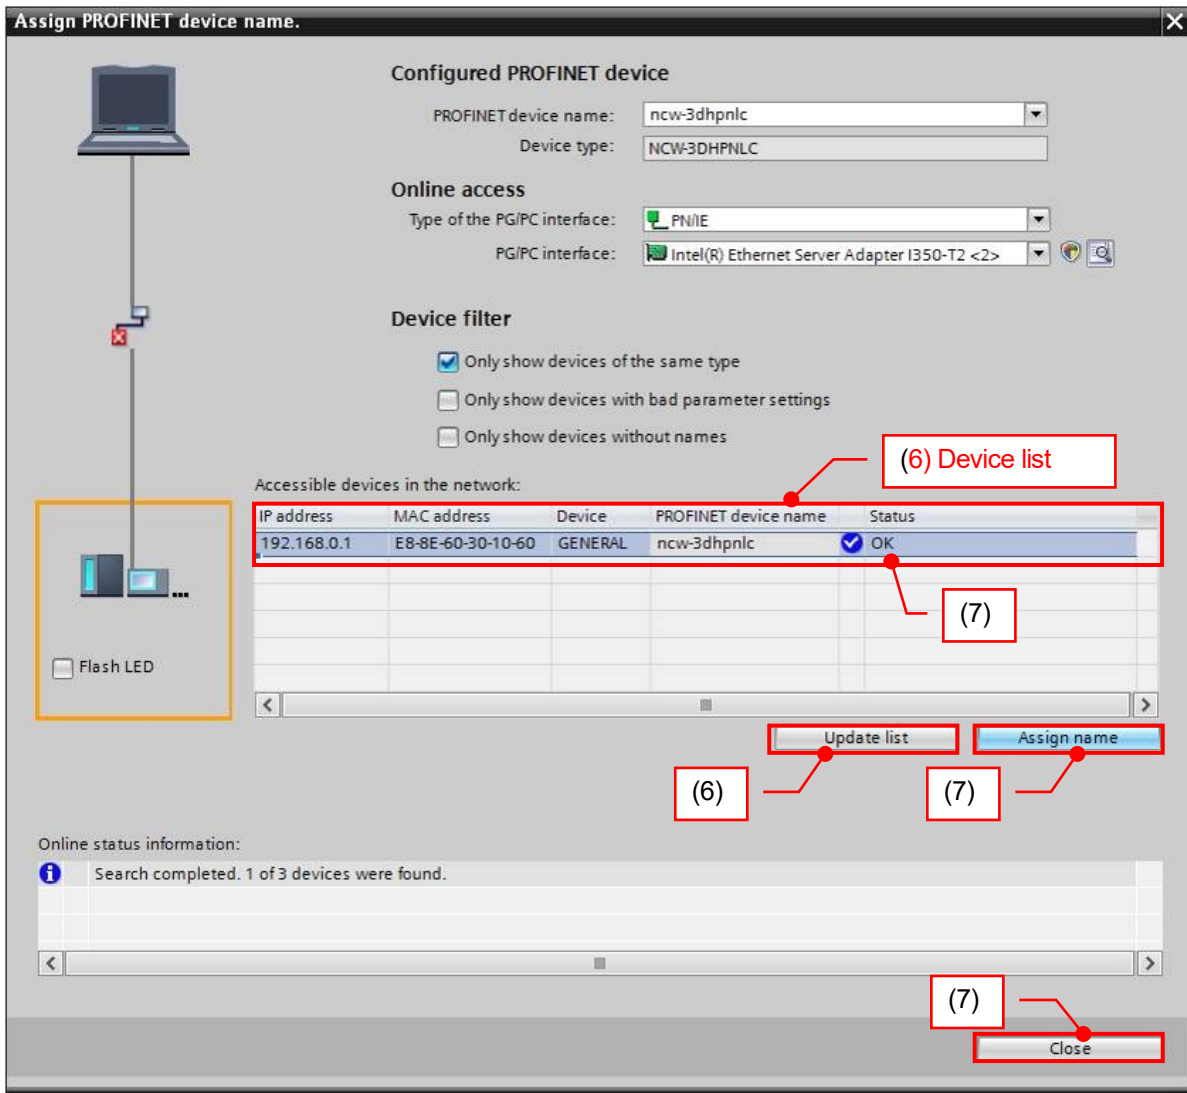 Assign PROFINET device name.
Configured PROFINET device
PROFINET device name: ncw-3dhpnlc
Device type: NCW-3DHPNLC
Online access
Type of the PG/PC interface: PN/IE
PG/PC interface: Intel(R) Ethernet Server Adapter I350-T2 <2>
Device filter
Only show devices of the same type
Only show devices with bad parameter settings
Only show devices without names
(6) Device list
Accessible devices in the network:
IP address MAC address Device PROFINET device name Status
192.168.0.1 E8-8E-60-30-10-60 GENERAL ncw-3dhpnlc OK
(7)
Flash LED
Update list Assign name
(6) (7)
Online status information:
Search completed. 1 of 3 devices were found.
(7)
Close